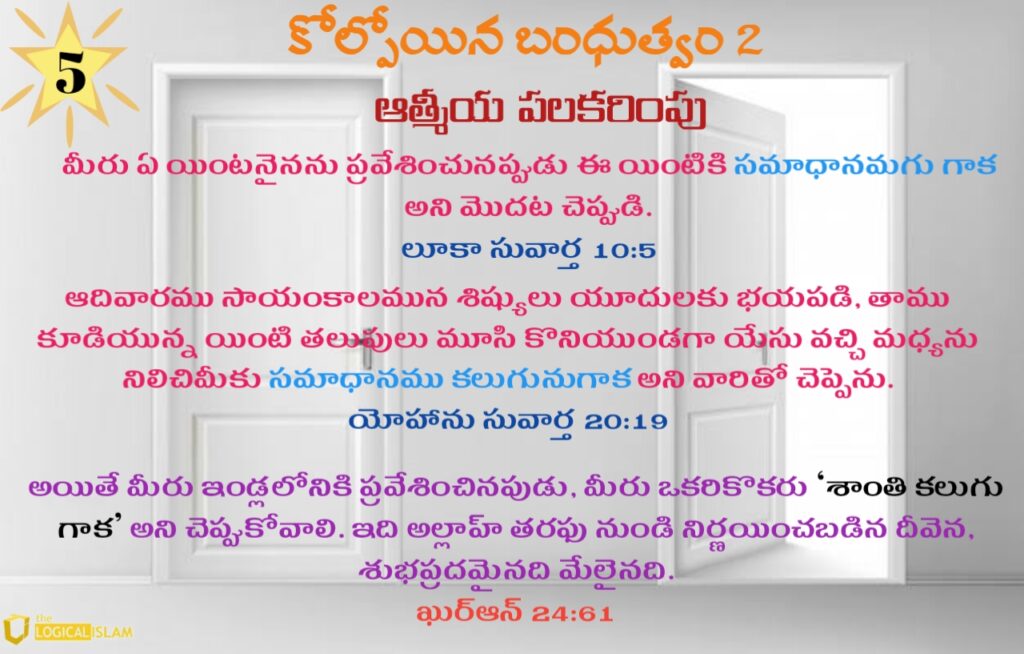 5
కోల్పోయిన బంధుత్వం 2
ఆత్మీయ పలకరింపు
మీరు ఏ యింటనైనను ప్రవేశించునప్పుడు ఈ యింటికి సమాధానమగు గాక
అని మొదట చెప్పుడి.
లూకా సువార్త 10:5
ఆదివారము సాయంకాలమున శిష్యులు యూదులకు భయపడి, తాము
కూడియున్న యింటి తలుపులు మూసి కొనియుండగా యేసు వచ్చి మధ్యను
నిలిచిమీకు సమాధానము కలుగునుగాక అని వారితో చెప్పెను.
యోహాను సువార్త 20:19
అయితే మీరు ఇండ్లలోనికి ప్రవేశించినపుడు, మీరు ఒకరికొకరు ‘శాంతి కలుగు
గాక’ అని చెప్పుకోవాలి. ఇది అల్లాహ్ తరఫు నుండి నిర్ణయించబడిన దీవెన,
శుభప్రదమైనది మేలైనది.
ఖుర్ఆన్ 24:61
the
LOGICAL ISLAM